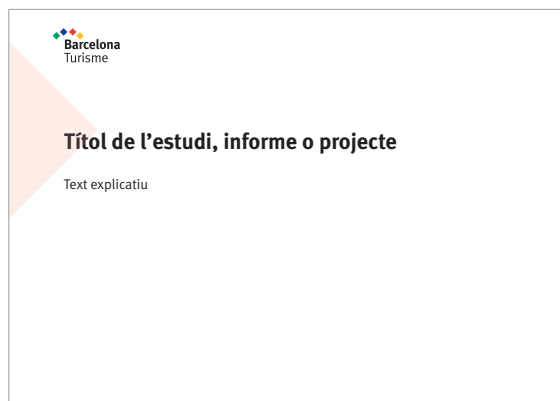 Barcelona
Turisme
Títol de l’estudi, informe o projecte
Text explicatiu